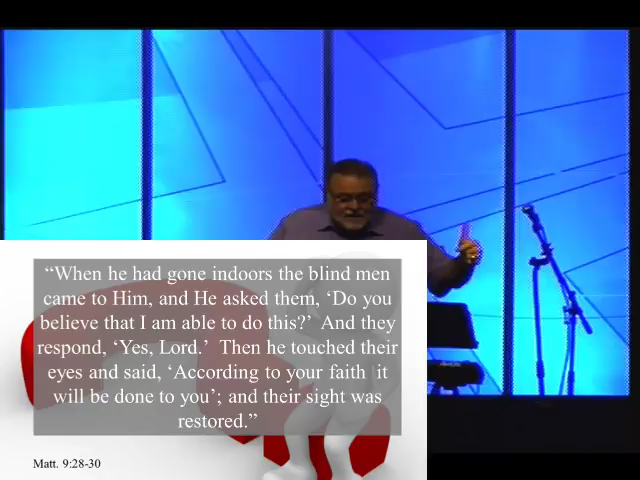 “When he had gone indoors the blind men
came to Him, and He asked them, ‘Do you
believe that I am able to do this?’ And they
respond, ‘Yes, Lord.’ Then he touched their
eyes and said, ‘According to your faith it
will be done to you’; and their sight was
restored.”
Matt. 9:28-30